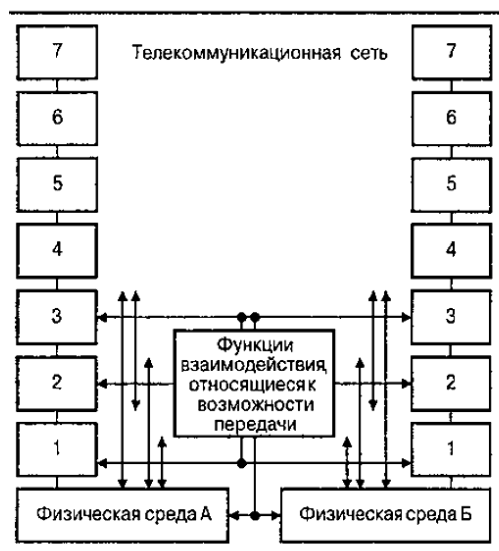 7 Телекоммуникационная сеть 7
6 6
5 5
4 4
3 3
Функции
взаимодействия,
2 2
относящиеся к
возможности
передачи
1 1
Физическая среда А Физическая среда Б